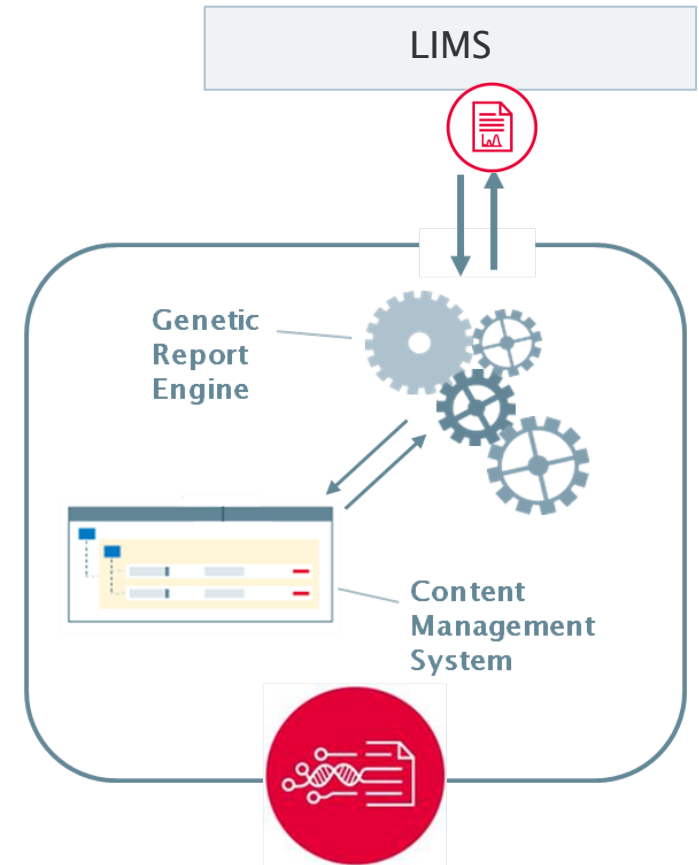 LIMS
Genetic
Report
Engine
Content
Management
System